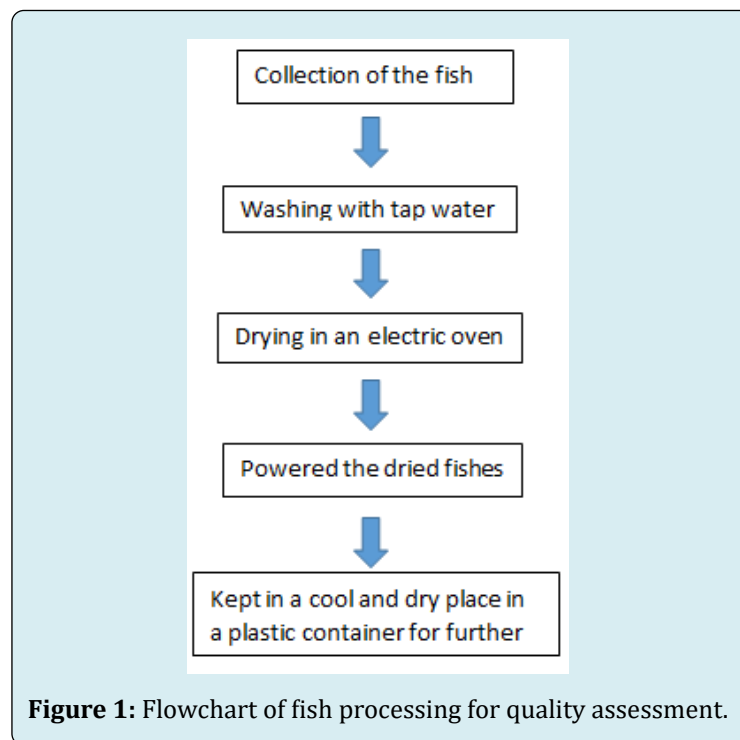 Collection of the fish
Washing with tap water
Drying in an electric oven
Powered the dried fishes
Kept in a cool and dry place in
a plastic container for further
Figure 1: Flowchart of fish processing for quality assessment.